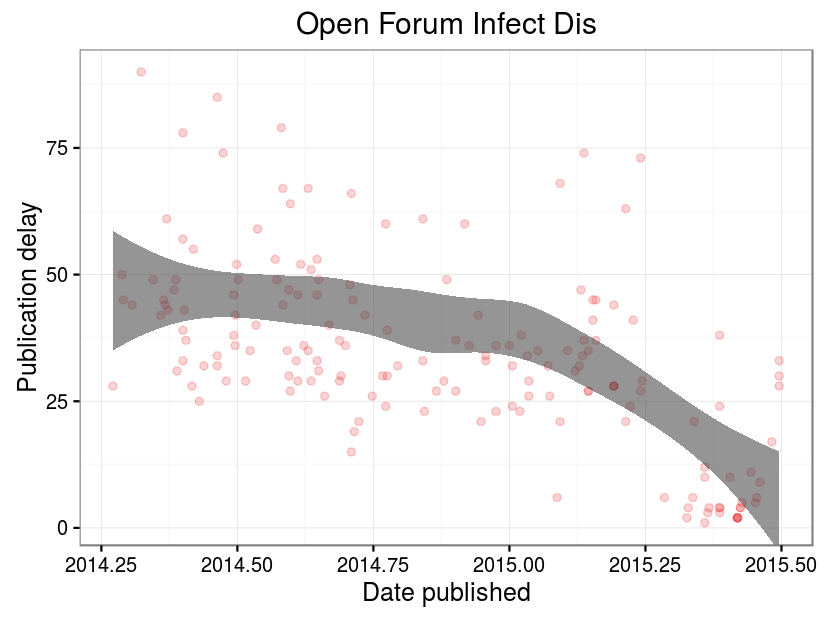 Open Forum Infect Dis
Publication delay
75
50
25
0
2014.25 2014.50 2014.75 2015.00 2015.25 2015.50
Date published